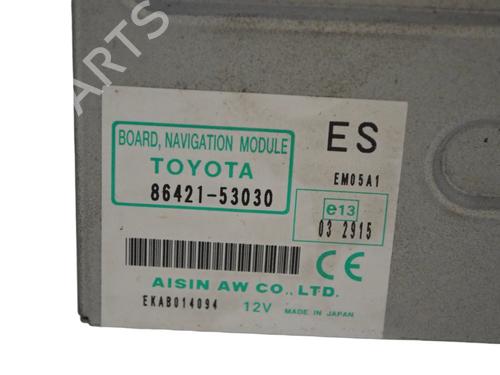 PARTS
BOARD, NAVIGATION MODULE
TOYOTA
86421-53030
ES
EM05A1
e13
03 2915
CE
AISIN AW CO., LTD.
EKAB014094 12V MADE IN JAPAN